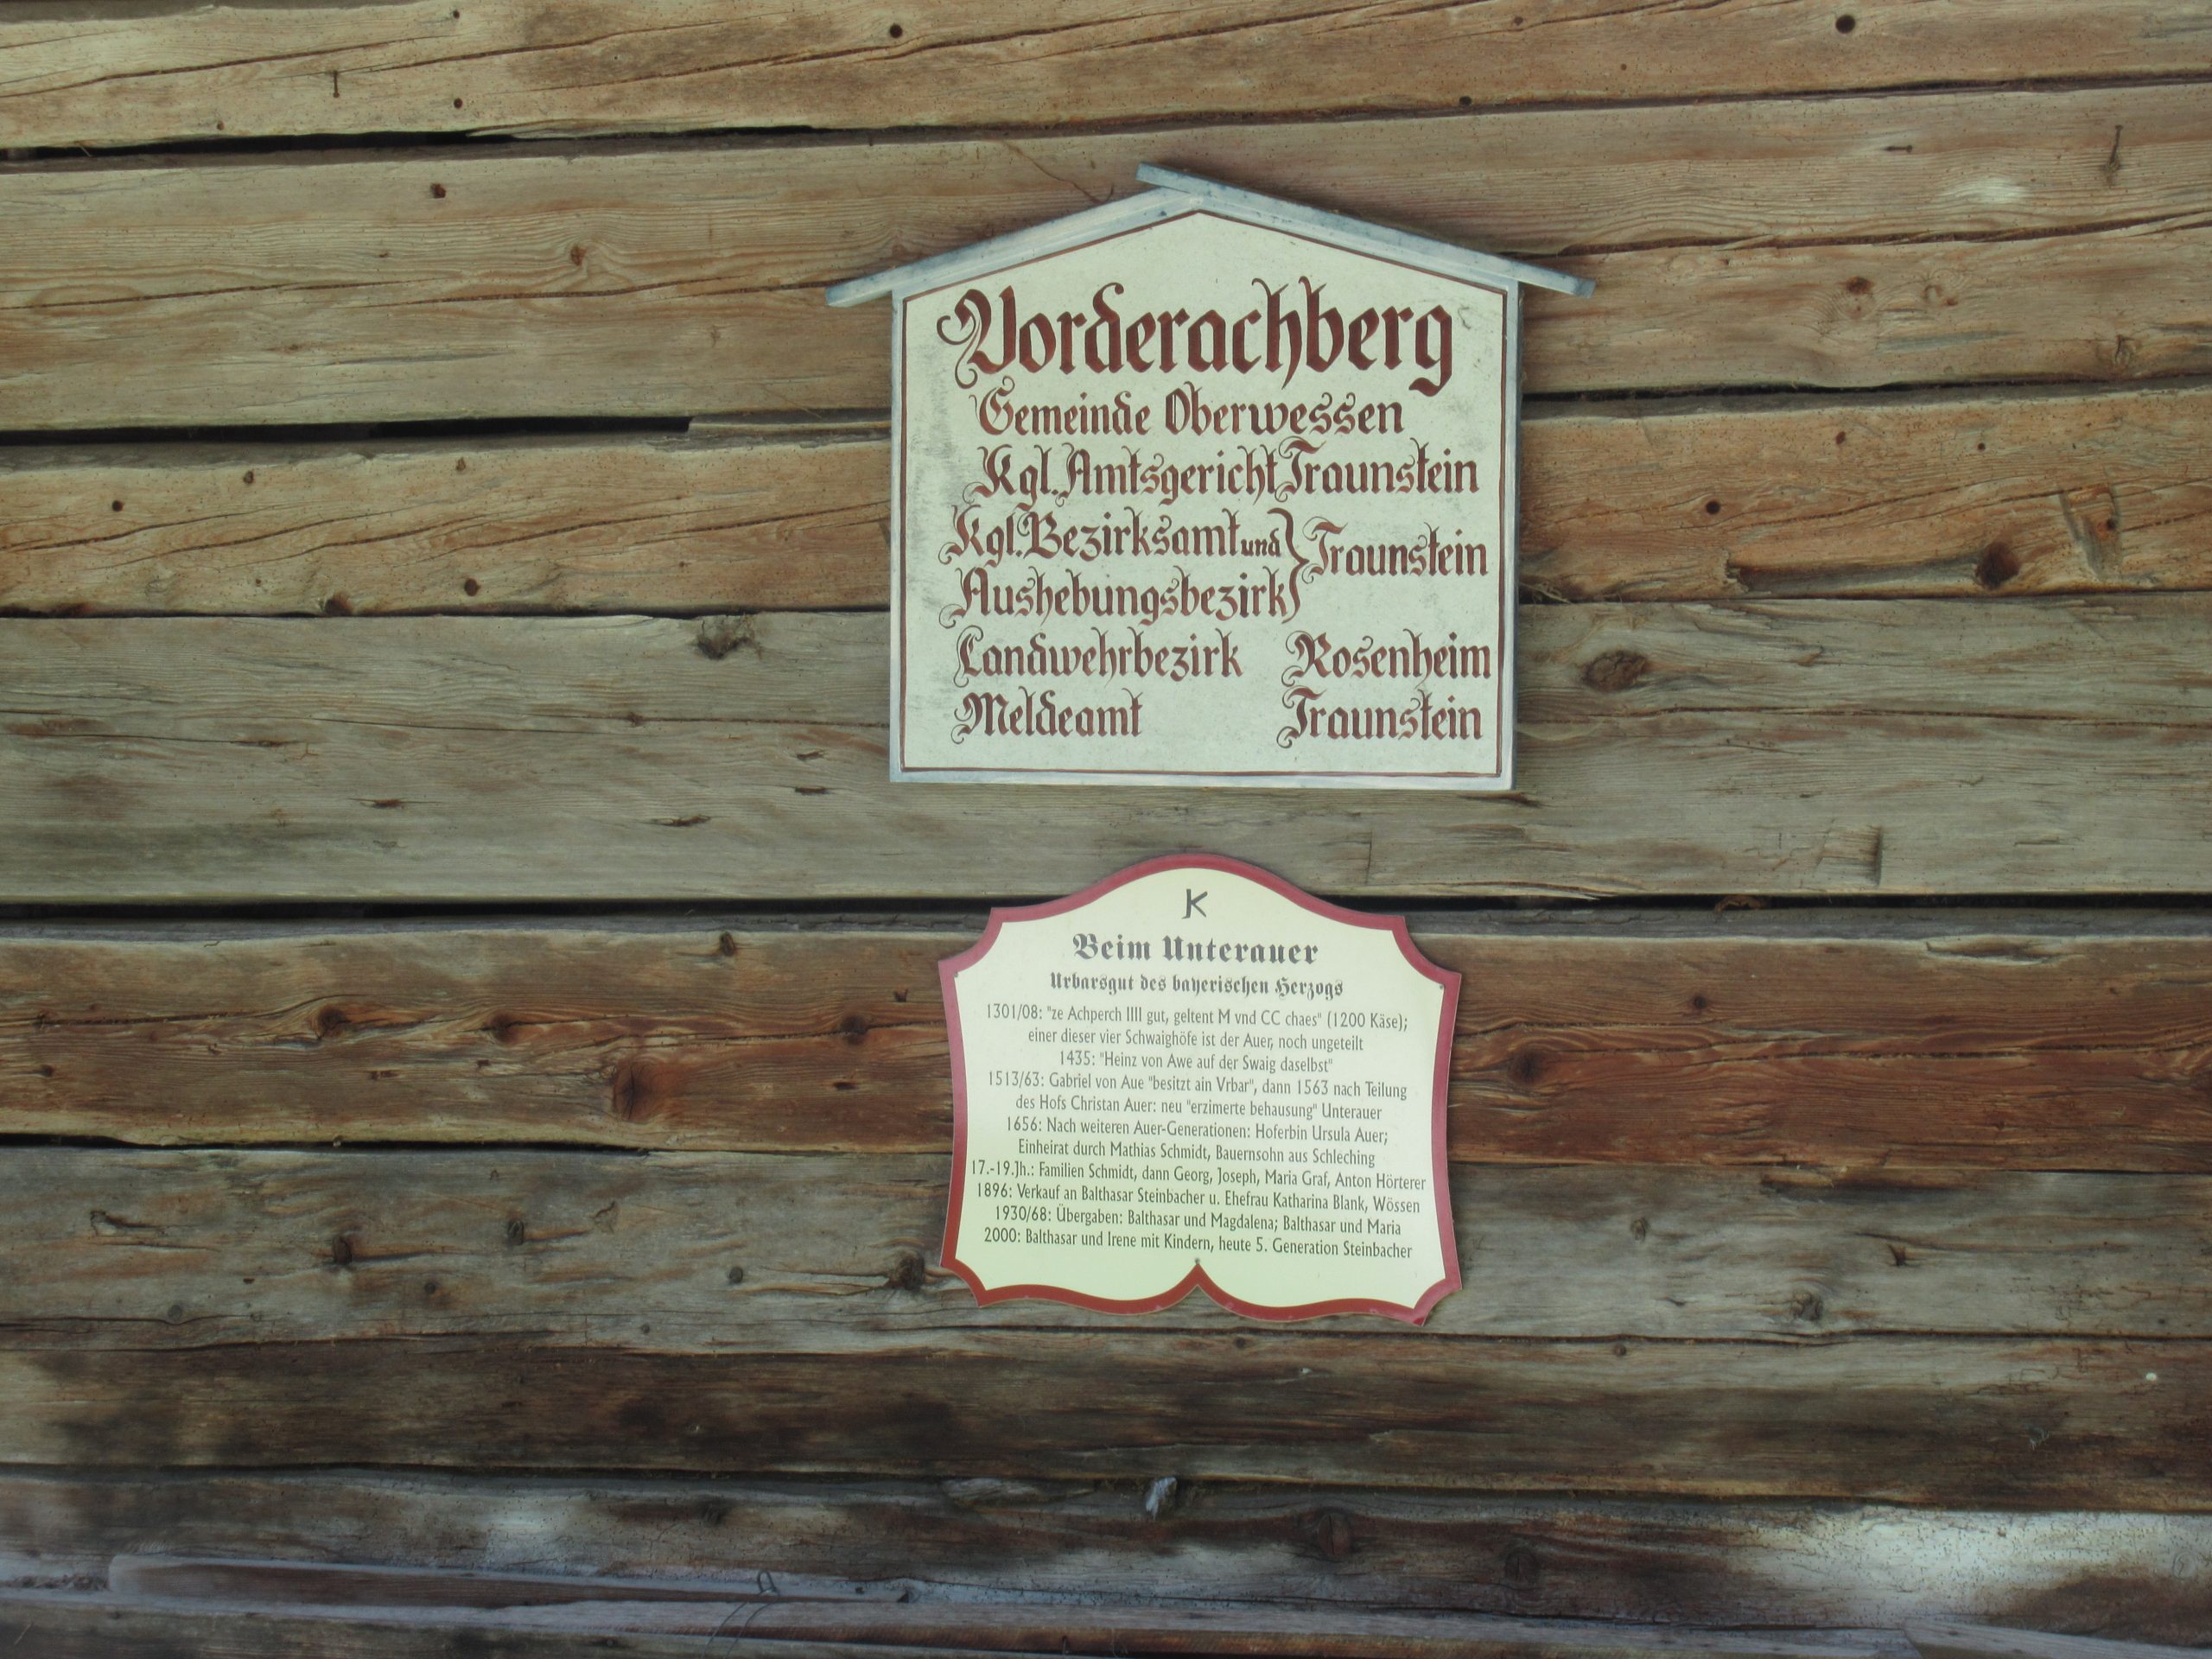 Vorderachberg
Gemeinde Oberwessen
Kgl. Amtsgericht Traunstein
Kgl. Bezirksamt und } Traunstein
Aushebungsbezirk
Landwehrbezirk Rosenheim
Meldeamt Traunstein
K
Beim Unterauer
Urbarsgut des bayerischen Herzogs
1301/08: "ze Achperch IIII gut, geltent M vnd CC chaes" (1200 Käse);
einer dieser vier Schwaighöfe ist der Auer, noch ungeteilt
1435: "Heinz von Awe auf der Swaig daselbst"
1513/63: Gabriel von Aue "besitzt ain Vrbar", dann 1563 nach Teilung
des Hofs Christan Auer: neu "erzimerte behausung" Unterauer
1656: Nach weiteren Auer-Generationen: Hoferbin Ursula Auer;
Einheirat durch Mathias Schmidt, Bauernsohn aus Schleching
17.-19.Jh.: Familien Schmidt, dann Georg, Joseph, Maria Graf, Anton Hörterer
1896: Verkauf an Balthasar Steinbacher u. Ehefrau Katharina Blank, Wössen
1930/68: Übergaben: Balthasar und Magdalena; Balthasar und Maria
2000: Balthasar und Irene mit Kindern, heute 5. Generation Steinbacher